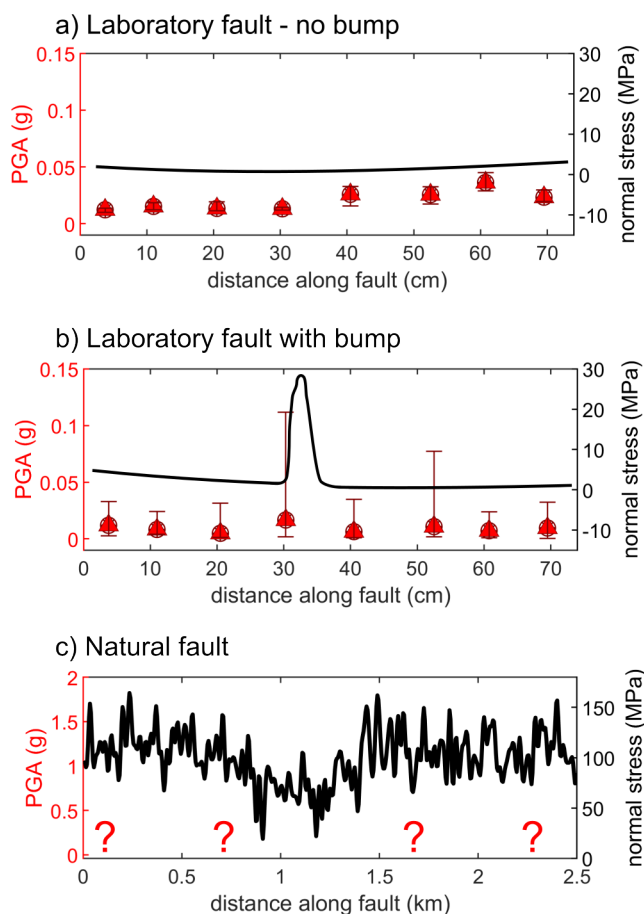 a) Laboratory fault - no bump
0.15
0.1
0.05
0
PGA (g)
30
20
10
0
-10
normal stress (MPa)
0 10 20 30 40 50 60 70
distance along fault (cm)
b) Laboratory fault with bump
0.15
0.1
0.05
0
PGA (g)
30
20
10
0
-10
normal stress (MPa)
0 10 20 30 40 50 60 70
distance along fault (cm)
c) Natural fault
2
1.5
1
0.5
0
PGA (g)
150
100
50
0
normal stress (MPa)
? ? ? ?
0 0.5 1 1.5 2 2.5
distance along fault (km)